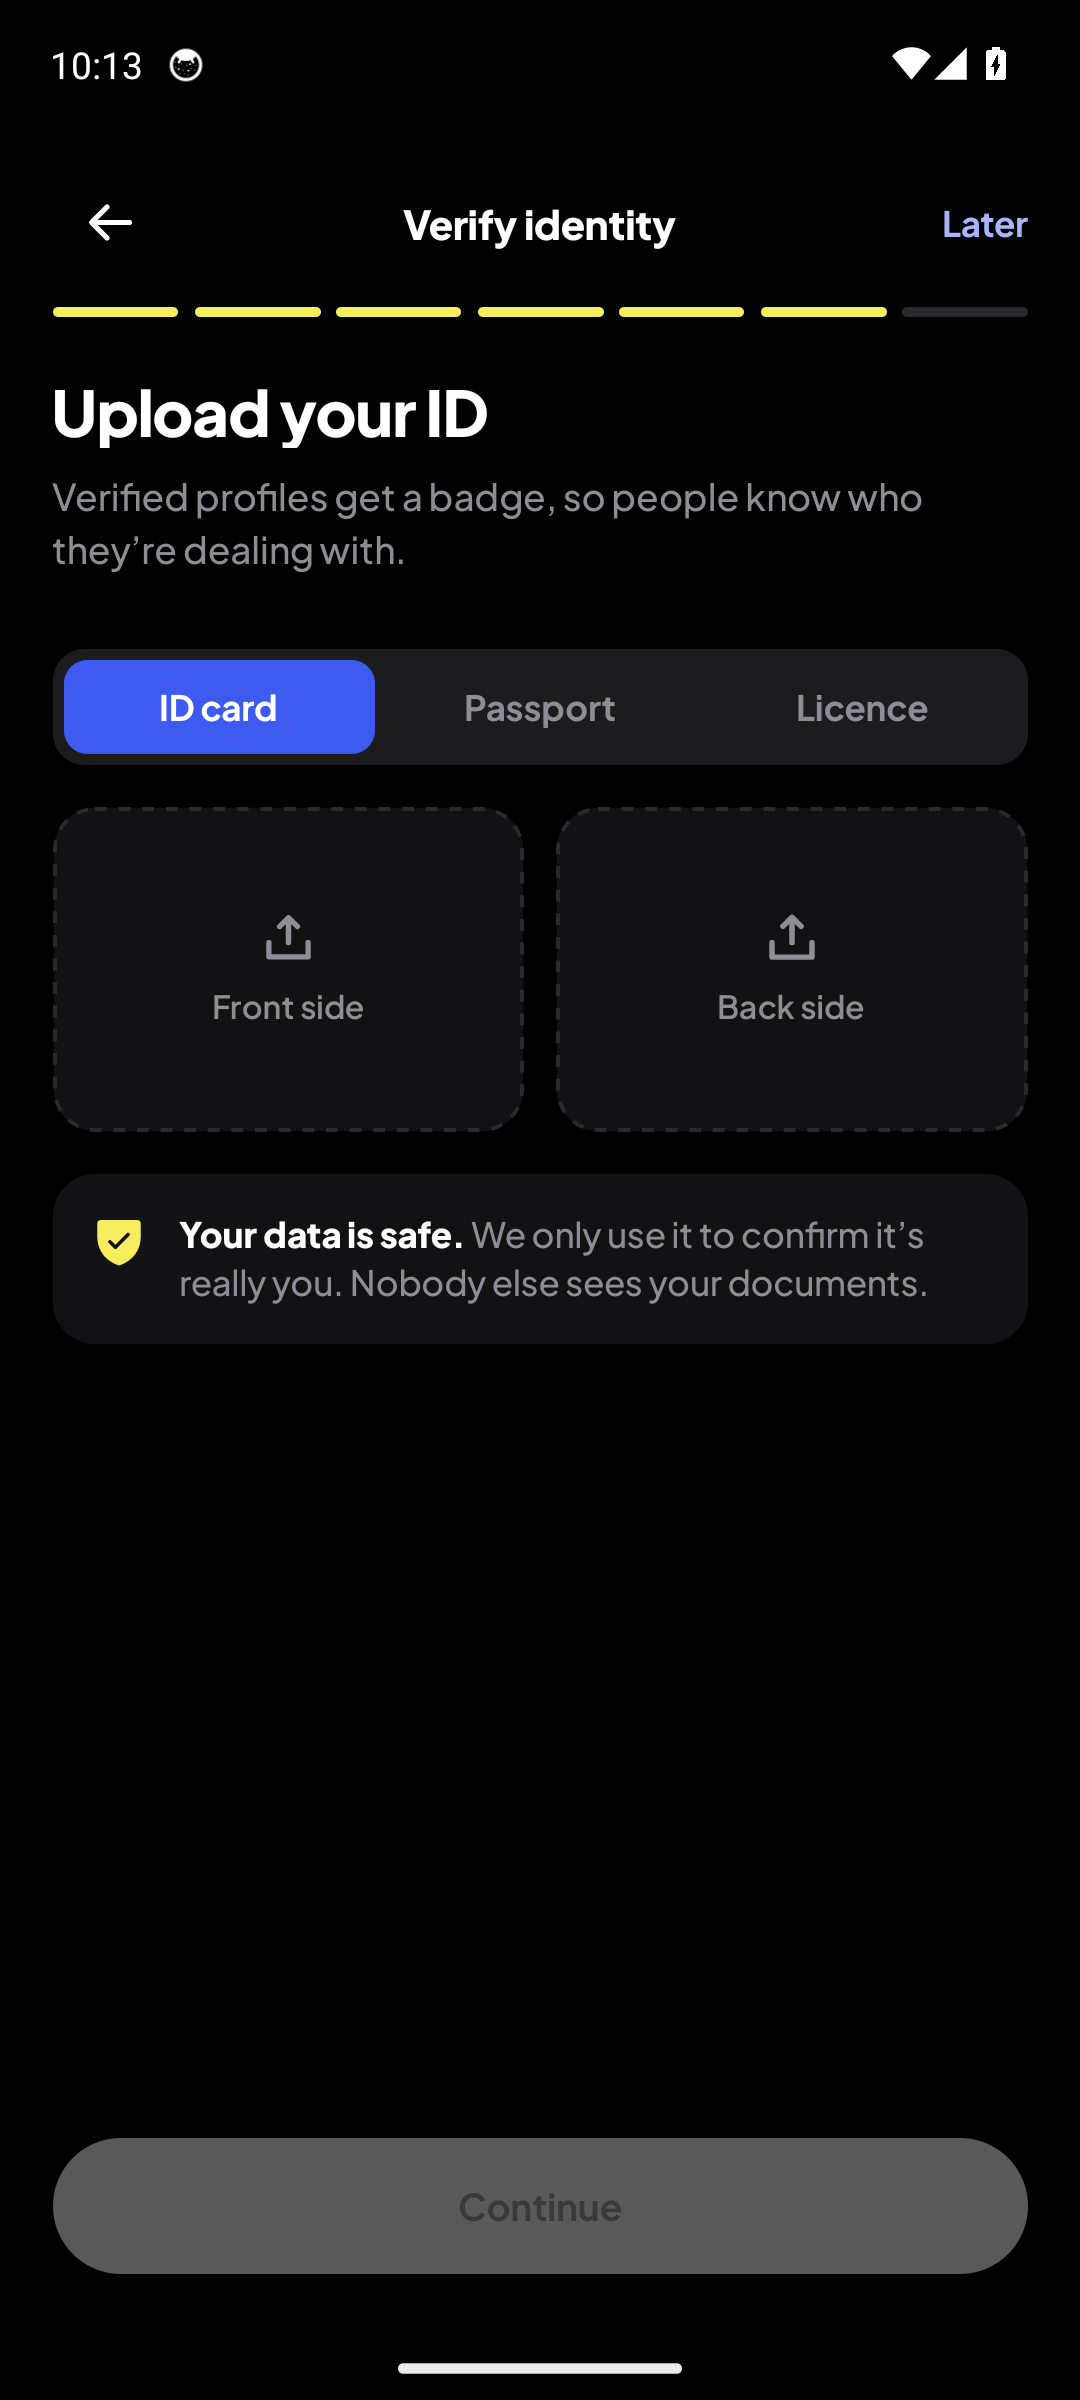 10:13
Verify identity
Later
Upload your ID
Verified profiles get a badge, so people know who
they’re dealing with.
ID card
Passport
Licence
Front side
Back side
Your data is safe. We only use it to confirm it’s
really you. Nobody else sees your documents.
Continue